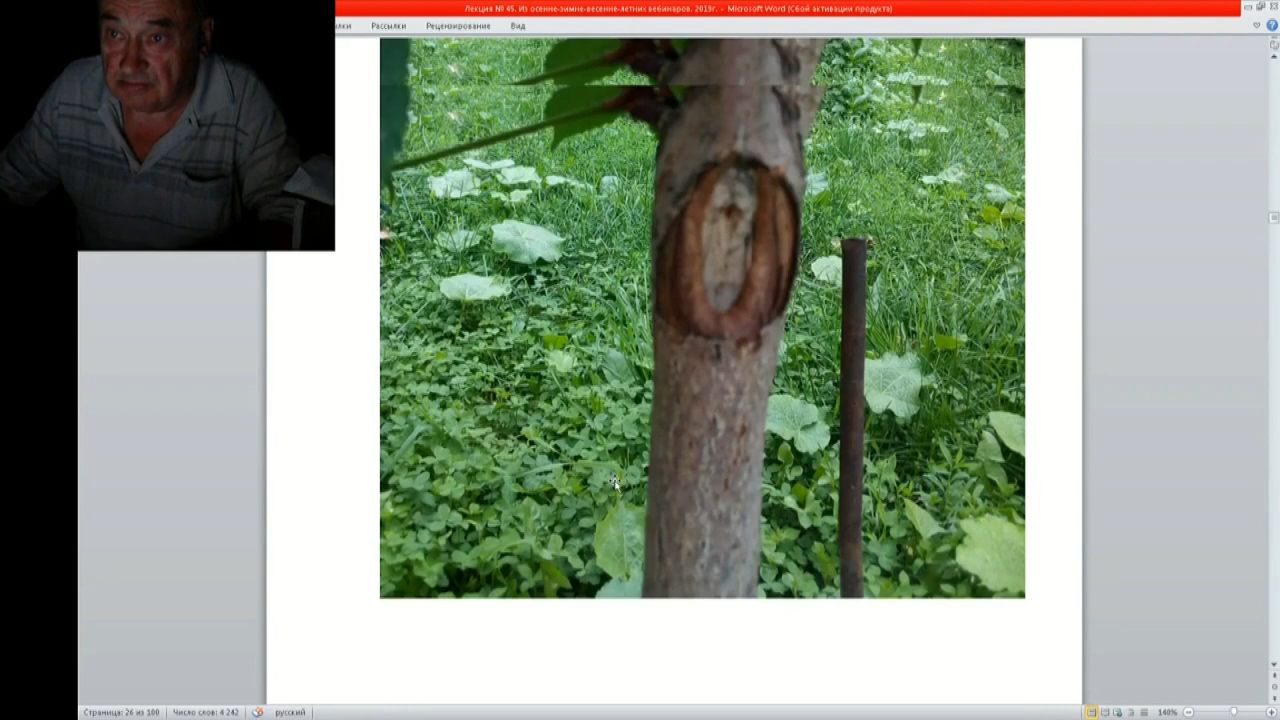 Лекция № 45. Из осенне-зимне-весенне-летних вебинаров. 2019г. - Microsoft Word (Сбой активации продукта)
Рассылки Рецензирование Вид
Страница: 26 из 100 Число слов: 4 242 русский 140%